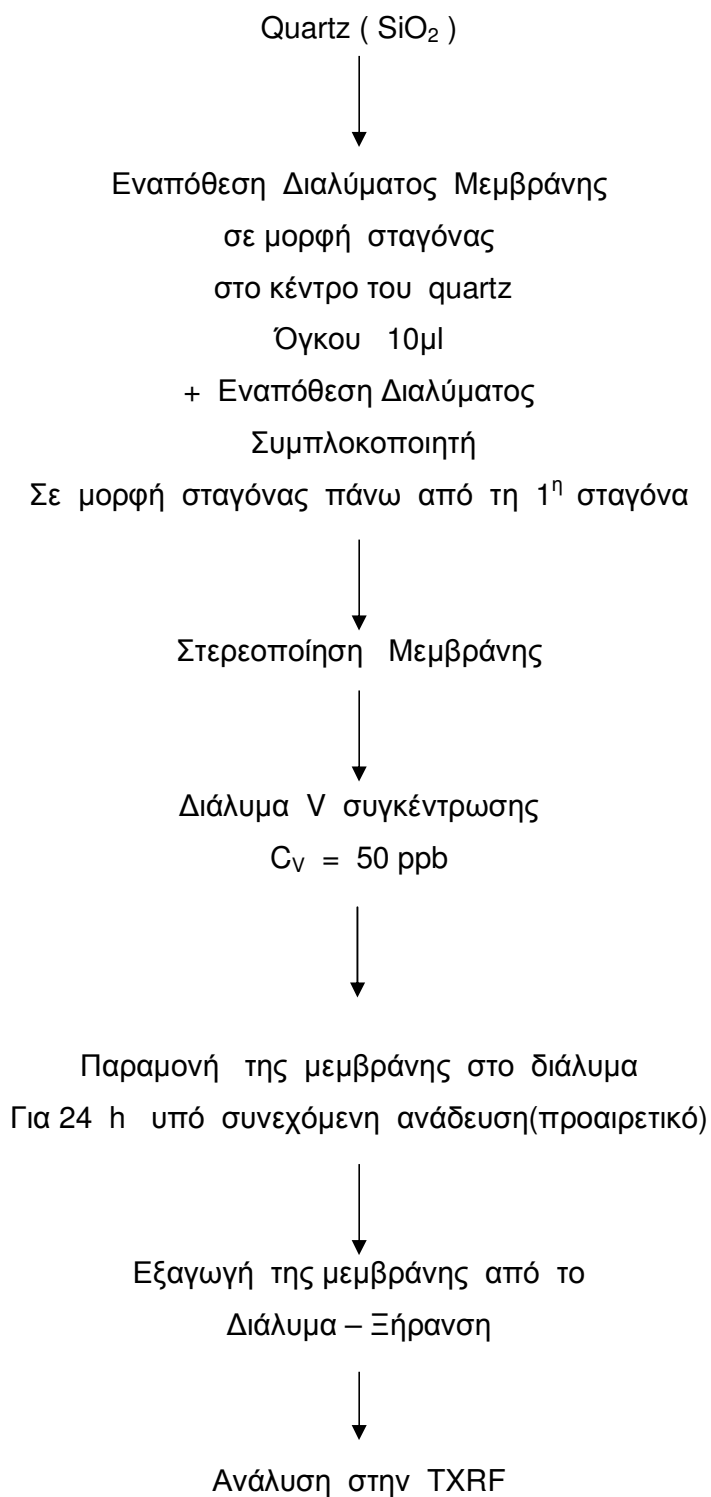 Quartz ( SiO₂ )
Εναπόθεση Διαλύματος Μεμβράνης
σε μορφή σταγόνας
στο κέντρο του quartz
Όγκου 10μl
+ Εναπόθεση Διαλύματος
Συμπλοκοποιητή
Σε μορφή σταγόνας πάνω από τη 1η σταγόνα
Στερεοποίηση Μεμβράνης
Διάλυμα V συγκέντρωσης
Cv = 50 ppb
Παραμονή της μεμβράνης στο διάλυμα
Για 24 h υπό συνεχόμενη ανάδευση(προαιρετικό)
Εξαγωγή της μεμβράνης από το
Διάλυμα – Ξήρανση
Ανάλυση στην TXRF